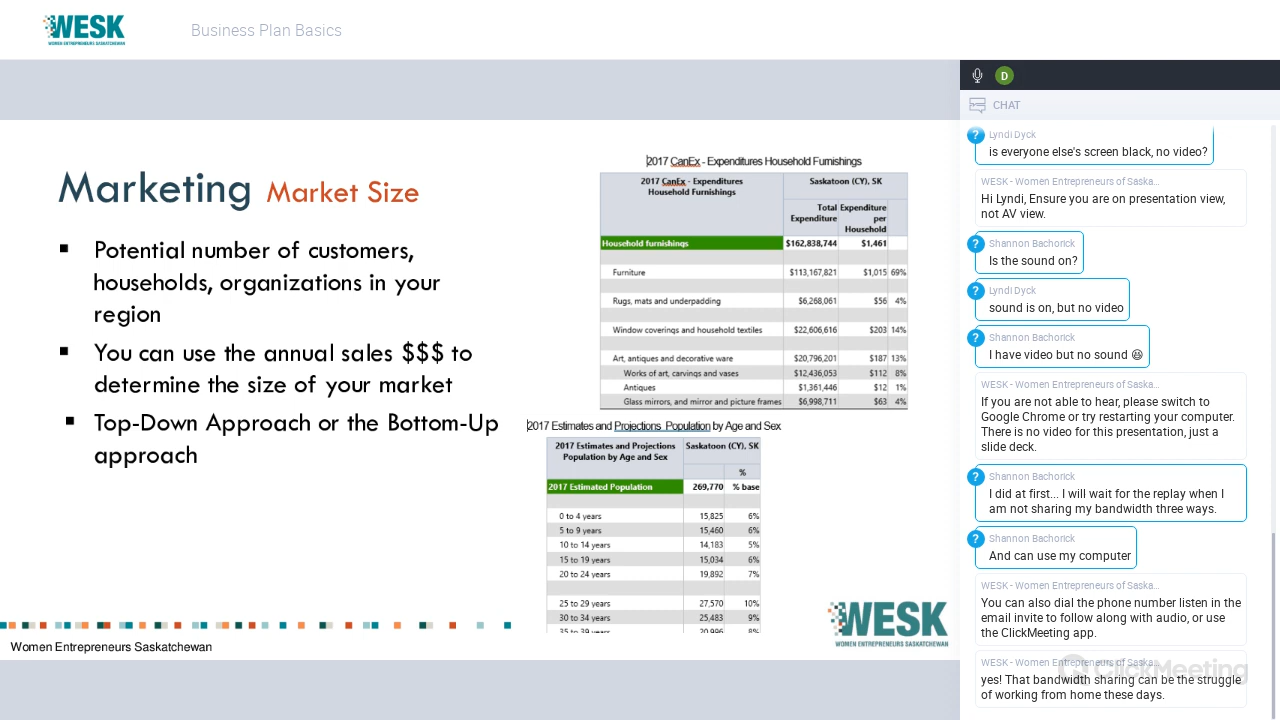 WESK
WOMEN ENTREPRENEURS SASKATCHEWAN
Business Plan Basics
Marketing Market Size
Potential number of customers,
households, organizations in your
region
You can use the annual sales $$$ to
determine the size of your market
Top-Down Approach or the Bottom-Up
approach
2017 CanEx - Expenditures Household Furnishings
2017 CanEx - Expenditures
Household Furnishings
Saskatoon (CY), SK
Total
Expenditure
Expenditure
per
Household
Household furnishings $162,838,744 $1,461
Furniture $113,167,821 $1,015 69%
Rugs, mats and underpadding $6,268,061 $56 4%
Window coverings and household textiles $22,606,616 $203 14%
Art, antiques and decorative ware $20,796,201 $187 13%
Works of art, carvings and vases $12,436,053 $112 8%
Antiques $1,361,446 $12 1%
Glass mirrors, and mirror and picture frames $6,998,711 $63 4%
2017 Estimates and Projections Population by Age and Sex
2017 Estimates and Projections
Population by Age and Sex
Saskatoon (CY), SK
%
2017 Estimated Population 269,770 % base
0 to 4 years 15,825 6%
5 to 9 years 15,460 6%
10 to 14 years 14,183 5%
15 to 19 years 15,034 6%
20 to 24 years 19,892 7%
25 to 29 years 27,570 10%
30 to 34 years 25,483 9%
35 to 39 years 20,996 8%
WESK
WOMEN ENTREPRENEURS SASKATCHEWAN
Women Entrepreneurs Saskatchewan
D
CHAT
?
Lyndi Dyck
is everyone else's screen black, no video?
WESK - Women Entrepreneurs of Saska...
Hi Lyndi, Ensure you are on presentation view,
not AV view.
?
Shannon Bachorick
Is the sound on?
?
Lyndi Dyck
sound is on, but no video
?
Shannon Bachorick
I have video but no sound 😆
WESK - Women Entrepreneurs of Saska...
If you are not able to hear, please switch to
Google Chrome or try restarting your computer.
There is no video for this presentation, just a
slide deck.
?
Shannon Bachorick
I did at first... I will wait for the replay when I
am not sharing my bandwidth three ways.
?
Shannon Bachorick
And can use my computer
WESK - Women Entrepreneurs of Saska...
You can also dial the phone number listen in the
email invite to follow along with audio, or use
the ClickMeeting app.
WESK - Women Entrepreneurs of Saska...
yes! That bandwidth sharing can be the struggle
of working from home these days.
ClickMeeting